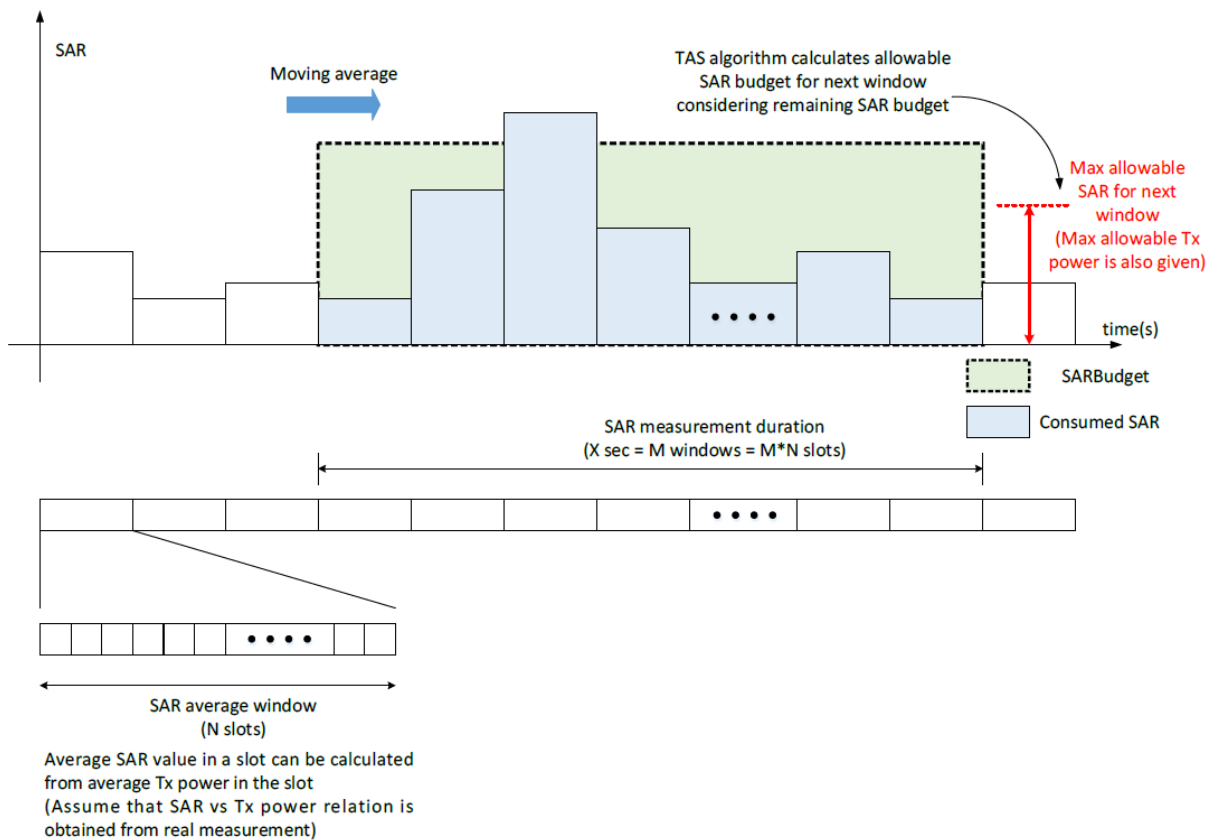 SAR
Moving average
TAS algorithm calculates allowable
SAR budget for next window
considering remaining SAR budget
Max allowable
SAR for next
window
(Max allowable Tx
power is also given)
time(s)
SARBudget
Consumed SAR
SAR measurement duration
(X sec = M windows = M*N slots)
SAR average window
(N slots)
Average SAR value in a slot can be calculated
from average Tx power in the slot
(Assume that SAR vs Tx power relation is
obtained from real measurement)